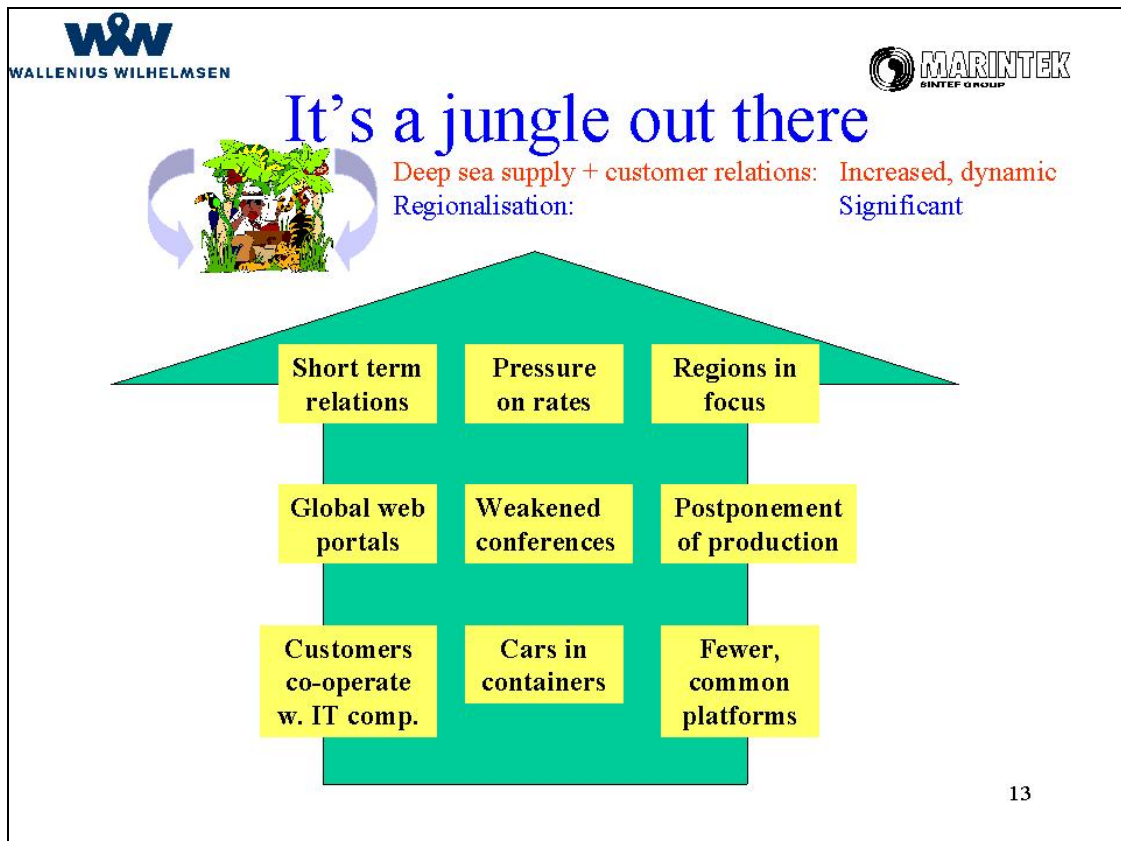 WALLENIUS WILHELMSEN
MARINTEK
SINTEF GROUP
It's a jungle out there
Deep sea supply + customer relations: Increased, dynamic
Regionalisation: Significant
Short term
relations
Pressure
on rates
Regions in
focus
Global web
portals
Weakened
conferences
Postponement
of production
Customers
co-operate
w. IT comp.
Cars in
containers
Fewer,
common
platforms
13